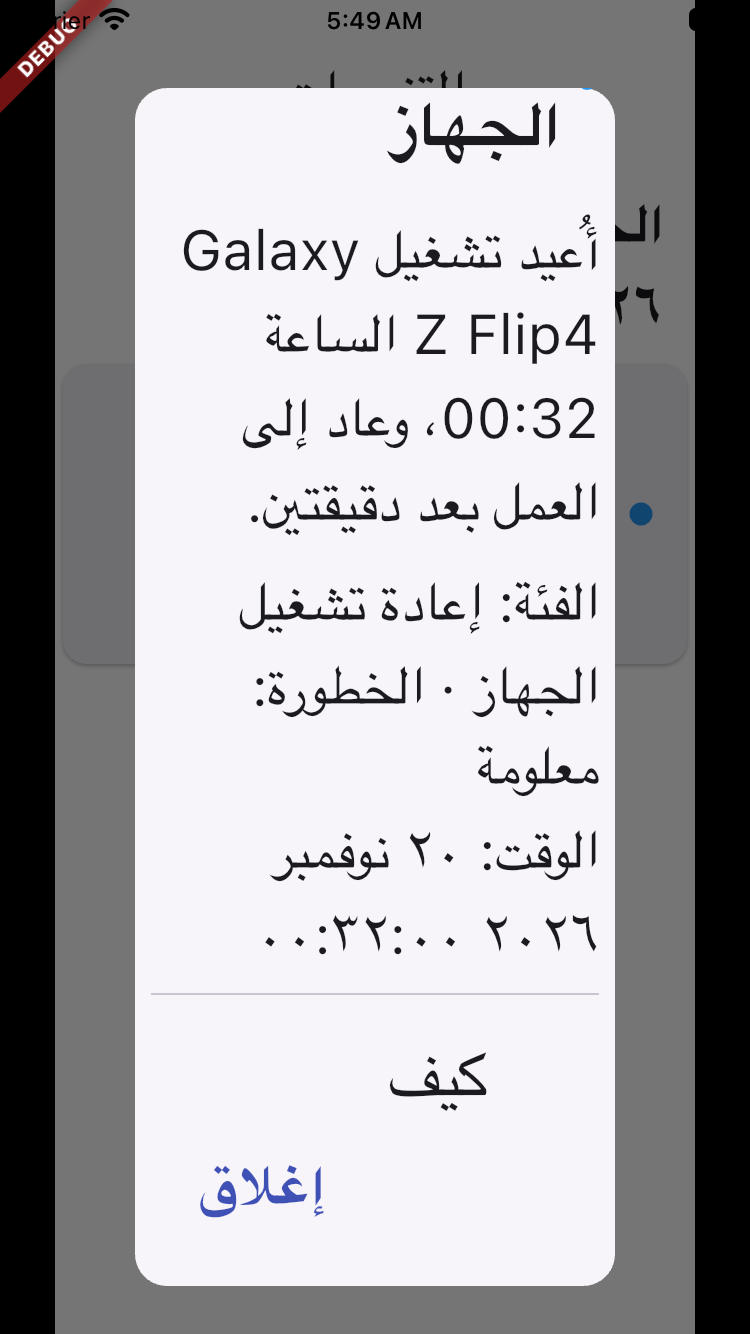 5:49 AM
DEBUG
الجهاز
أُعيد تشغيل Galaxy
Z Flip4 الساعة
00:32، وعاد إلى
العمل بعد دقيقتين.
الفئة: إعادة تشغيل
الجهاز · الخطورة:
معلومة
الوقت: ٢٠ نوفمبر
٢٠٢٦ ٠٠:٣٢:٠٠
كيف
إغلاق